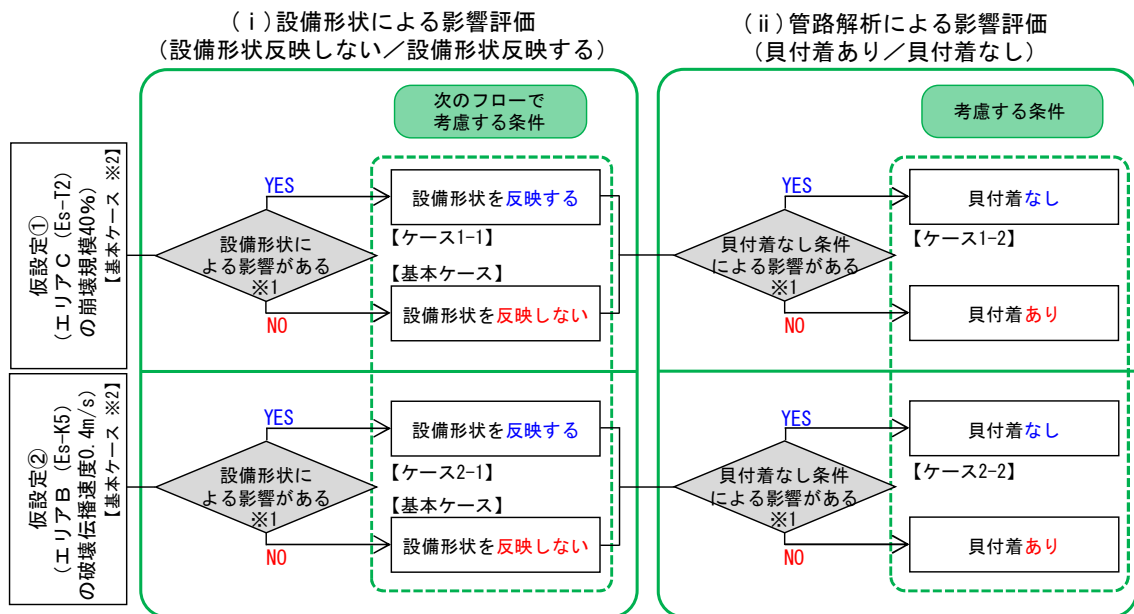 (ⅰ)設備形状による影響評価
(設備形状反映しない／設備形状反映する)
(ⅱ)管路解析による影響評価
(貝付着あり／貝付着なし)
次のフローで
考慮する条件
考慮する条件
仮設定①
(エリアC(Es-T2)
の崩壊規模40%)
【基本ケース ※2】
設備形状に
よる影響がある
※1
YES
設備形状を反映する
【ケース1-1】
【基本ケース】
設備形状を反映しない
NO
貝付着なし条件
による影響がある
※1
YES
貝付着なし
【ケース1-2】
貝付着あり
NO
仮設定②
(エリアB(Es-K5)
の破壊伝播速度0.4m/s)
【基本ケース ※2】
設備形状に
よる影響がある
※1
YES
設備形状を反映する
【ケース2-1】
【基本ケース】
設備形状を反映しない
NO
貝付着なし条件
による影響がある
※1
YES
貝付着なし
【ケース2-2】
貝付着あり
NO